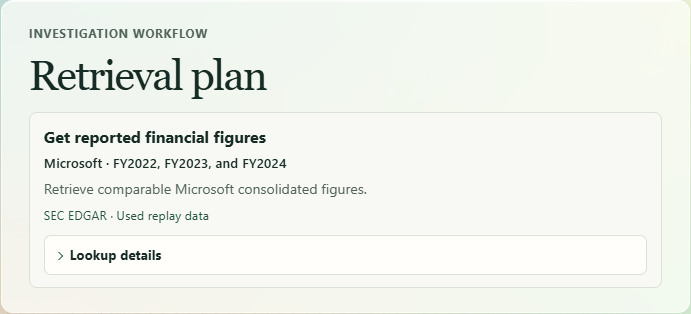 INVESTIGATION WORKFLOW
Retrieval plan
Get reported financial figures
Microsoft · FY2022, FY2023, and FY2024
Retrieve comparable Microsoft consolidated figures.
SEC EDGAR · Used replay data
Lookup details